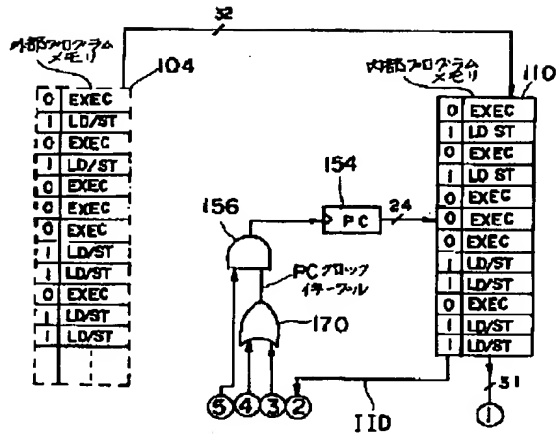 32
外部プログラム
メモリ
104
0 EXEC
1 LD/ST
0 EXEC
1 LD/ST
0 EXEC
0 EXEC
0 EXEC
1 LD/ST
1 LD/ST
0 EXEC
1 LD/ST
1 LD/ST
内部プログラム
メモリ
110
0 EXEC
1 LD ST
0 EXEC
1 LD ST
0 EXEC
0 EXEC
0 EXEC
1 LD/ST
1 LD/ST
0 EXEC
1 LD/ST
1 LD/ST
154
PC
24
156
PCクロック
イネーブル
170
5 4 3 2
11D
31
1